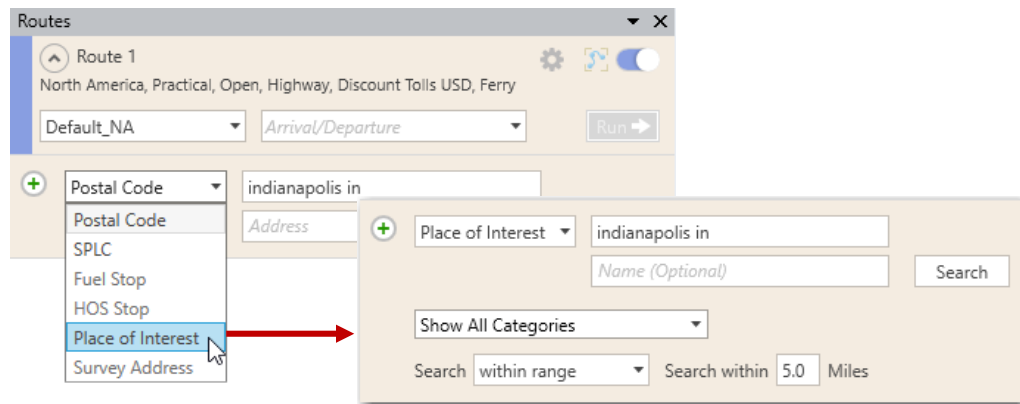 Routes
Route 1
North America, Practical, Open, Highway, Discount Tolls USD, Ferry
Default_NA Arrival/Departure Run
Postal Code indianapolis in
Postal Code Address
SPLC
Fuel Stop
HOS Stop
Place of Interest
Survey Address
Place of Interest indianapolis in
Name (Optional) Search
Show All Categories
Search within range Search within 5.0 Miles